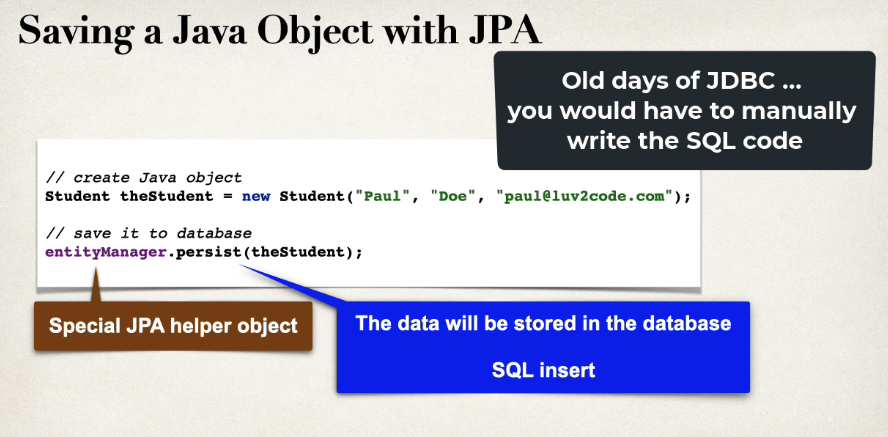 Saving a Java Object with JPA
Old days of JDBC ...
you would have to manually
write the SQL code
// create Java object
Student theStudent = new Student("Paul", "Doe", "paul@luv2code.com");
// save it to database
entityManager.persist(theStudent);
Special JPA helper object
The data will be stored in the database
SQL insert